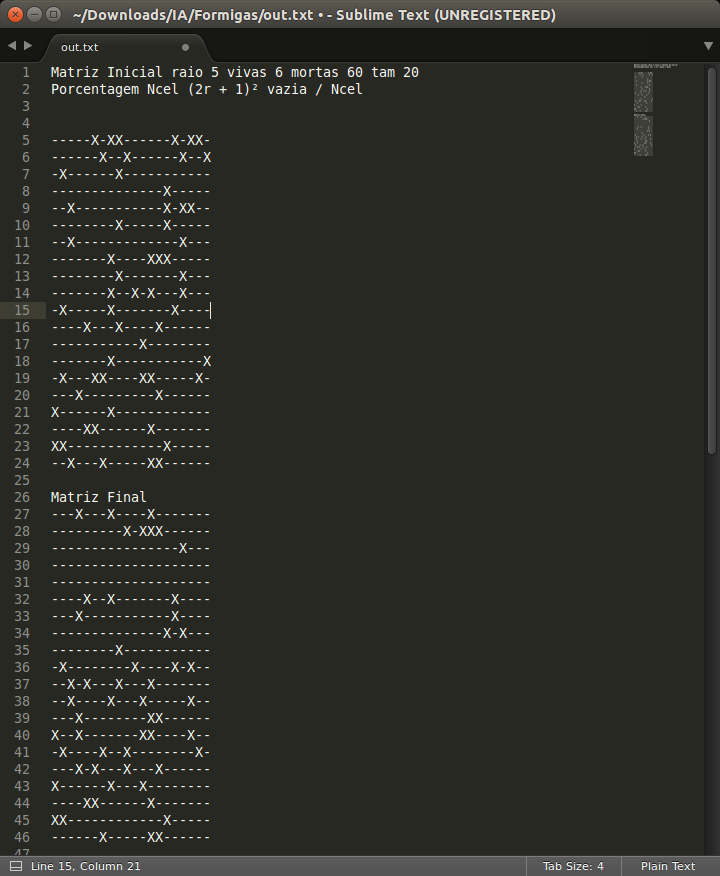 ~/Downloads/IA/Formigas/out.txt • - Sublime Text (UNREGISTERED)
out.txt
1 Matriz Inicial raio 5 vivas 6 mortas 60 tam 20
2 Porcentagem Ncel (2r + 1)² vazia / Ncel
3
4
5 -----X-XX------X-XX-
6 ------X--X------X--X
7 -X------X-----------
8 --------------X-----
9 --X-----------X-XX--
10 --------X-----X-----
11 --X-------------X---
12 -------X----XXX-----
13 --------X-------X---
14 -------X--X-X---X---
15 -X-----X-------X----
16 ----X---X----X------
17 -----------X--------
18 -------X-----------X
19 -X---XX----XX-----X-
20 ---X---------X------
21 X------X------------
22 ----XX------X-------
23 XX------------X-----
24 --X---X-----XX------
25
26 Matriz Final
27 ---X---X----X-------
28 ---------X-XXX------
29 ----------------X---
30 --------------------
31 --------------------
32 ----X--X-------X----
33 ---X-----------X----
34 --------------X-X---
35 --------X-----------
36 -X--------X----X-X--
37 --X-X---X---X-------
38 --X----X---X-----X--
39 ---X--------XX------
40 X--X-------XX----X--
41 -X----X--X--------X-
42 ---X-X---X---X------
43 X------X---X--------
44 ----XX------X-------
45 XX------------X-----
46 ------X-----XX------
47
Line 15, Column 21 Tab Size: 4 Plain Text